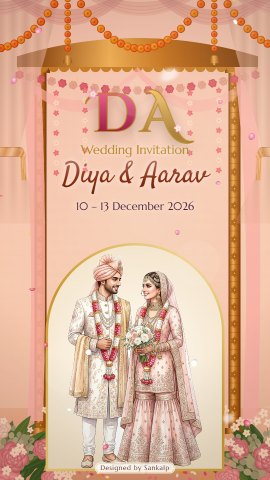 DA
Wedding Invitation
Diya & Aarav
10 – 13 December 2026
Designed by Sankalp